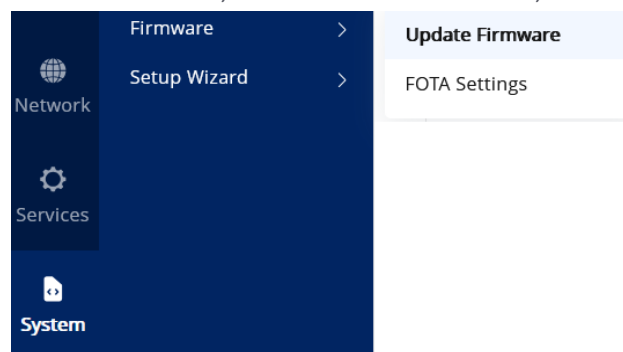 Firmware
Update Firmware
Setup Wizard
FOTA Settings
Network
Services
System